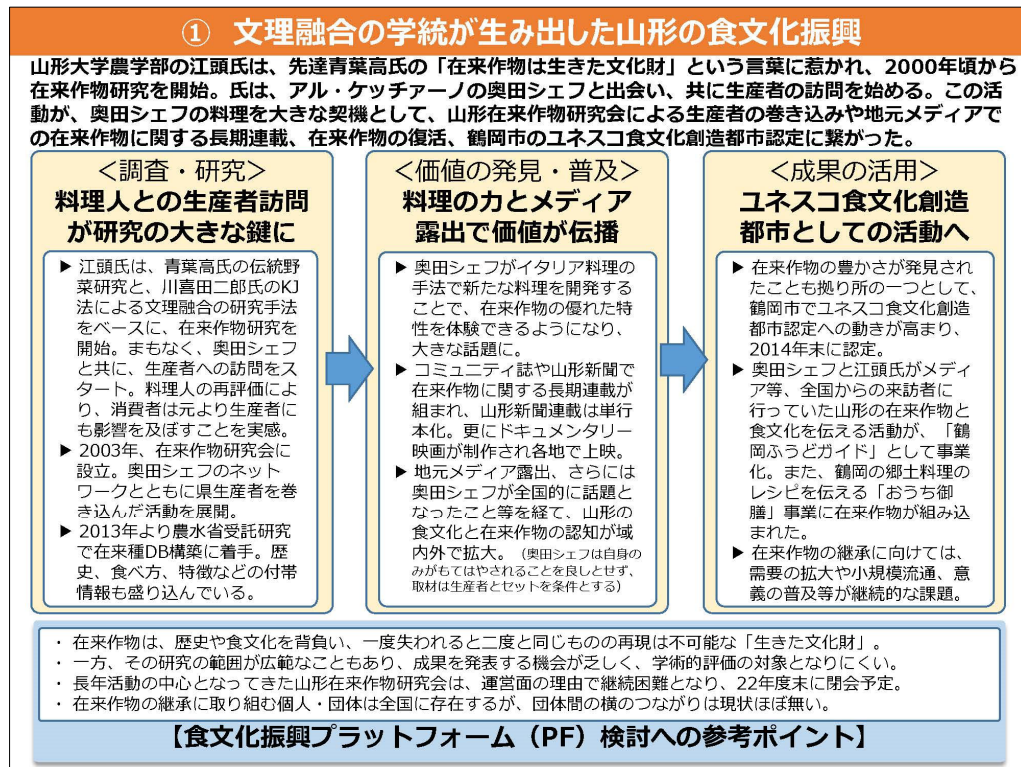 ① 文理融合の学統が生み出した山形の食文化振興
山形大学農学部の江頭氏は、先達青葉高氏の「在来作物は生きた文化財」という言葉に惹かれ、2000年頃から
在来作物研究を開始。氏は、アル・ケッチァーノの奥田シェフと出会い、共に生産者の訪問を始める。この活
動が、奥田シェフの料理を大きな契機として、山形在来作物研究会による生産者の巻き込みや地元メディアで
の在来作物に関する長期連載、在来作物の復活、鶴岡市のユネスコ食文化創造都市認定に繋がった。
＜調査・研究＞
料理人との生産者訪問
が研究の大きな鍵に
▶ 江頭氏は、青葉高氏の伝統野
菜研究と、川喜田二郎氏のKJ
法による文理融合の研究手法
をベースに、在来作物研究を
開始。まもなく、奥田シェフ
と共に、生産者への訪問をス
タート。料理人の再評価によ
り、消費者は元より生産者に
も影響を及ぼすことを実感。
▶ 2003年、在来作物研究会に
設立。奥田シェフのネット
ワークとともに県生産者を巻
き込んだ活動を展開。
▶ 2013年より農水省受託研究
で在来種DB構築に着手。歴
史、食べ方、特徴などの付帯
情報も盛り込んでいる。
＜価値の発見・普及＞
料理の力とメディア
露出で価値が伝播
▶ 奥田シェフがイタリア料理の
手法で新たな料理を開発する
ことで、在来作物の優れた特
性を体験できるようになり、
大きな話題に。
▶ コミュニティ誌や山形新聞で
在来作物に関する長期連載が
組まれ、山形新聞連載は単行
本化。更にドキュメンタリー
映画が制作され各地で上映。
▶ 地元メディア露出、さらには
奥田シェフが全国的に話題と
なったこと等を経て、山形の
食文化と在来作物の認知が域
内外で拡大。（奥田シェフは自身の
みがもてはやされることを良しとせず、
取材は生産者とセットを条件とする）
＜成果の活用＞
ユネスコ食文化創造
都市としての活動へ
▶ 在来作物の豊かさが発見され
たことも拠り所の一つとして、
鶴岡市でユネスコ食文化創造
都市認定への動きが高まり、
2014年末に認定。
▶ 奥田シェフと江頭氏がメディ
ア等、全国からの来訪者に
行っていた山形の在来作物と
食文化を伝える活動が、「鶴
岡ふうどガイド」として事業
化。また、鶴岡の郷土料理の
レシピを伝える「おうち御
膳」事業に在来作物が組み込
まれた。
▶ 在来作物の継承に向けては、
需要の拡大や小規模流通、意
義の普及等が継続的な課題。
・ 在来作物は、歴史や食文化を背負い、一度失われると二度と同じものの再現は不可能な「生きた文化財」。
・ 一方、その研究の範囲が広範なこともあり、成果を発表する機会が乏しく、学術的評価の対象となりにくい。
・ 長年活動の中心となってきた山形在来作物研究会は、運営面の理由で継続困難となり、22年度末に閉会予定。
・ 在来作物の継承に取り組む個人・団体は全国に存在するが、団体間の横のつながりは現状ほぼ無い。
【食文化振興プラットフォーム（PF）検討への参考ポイント】